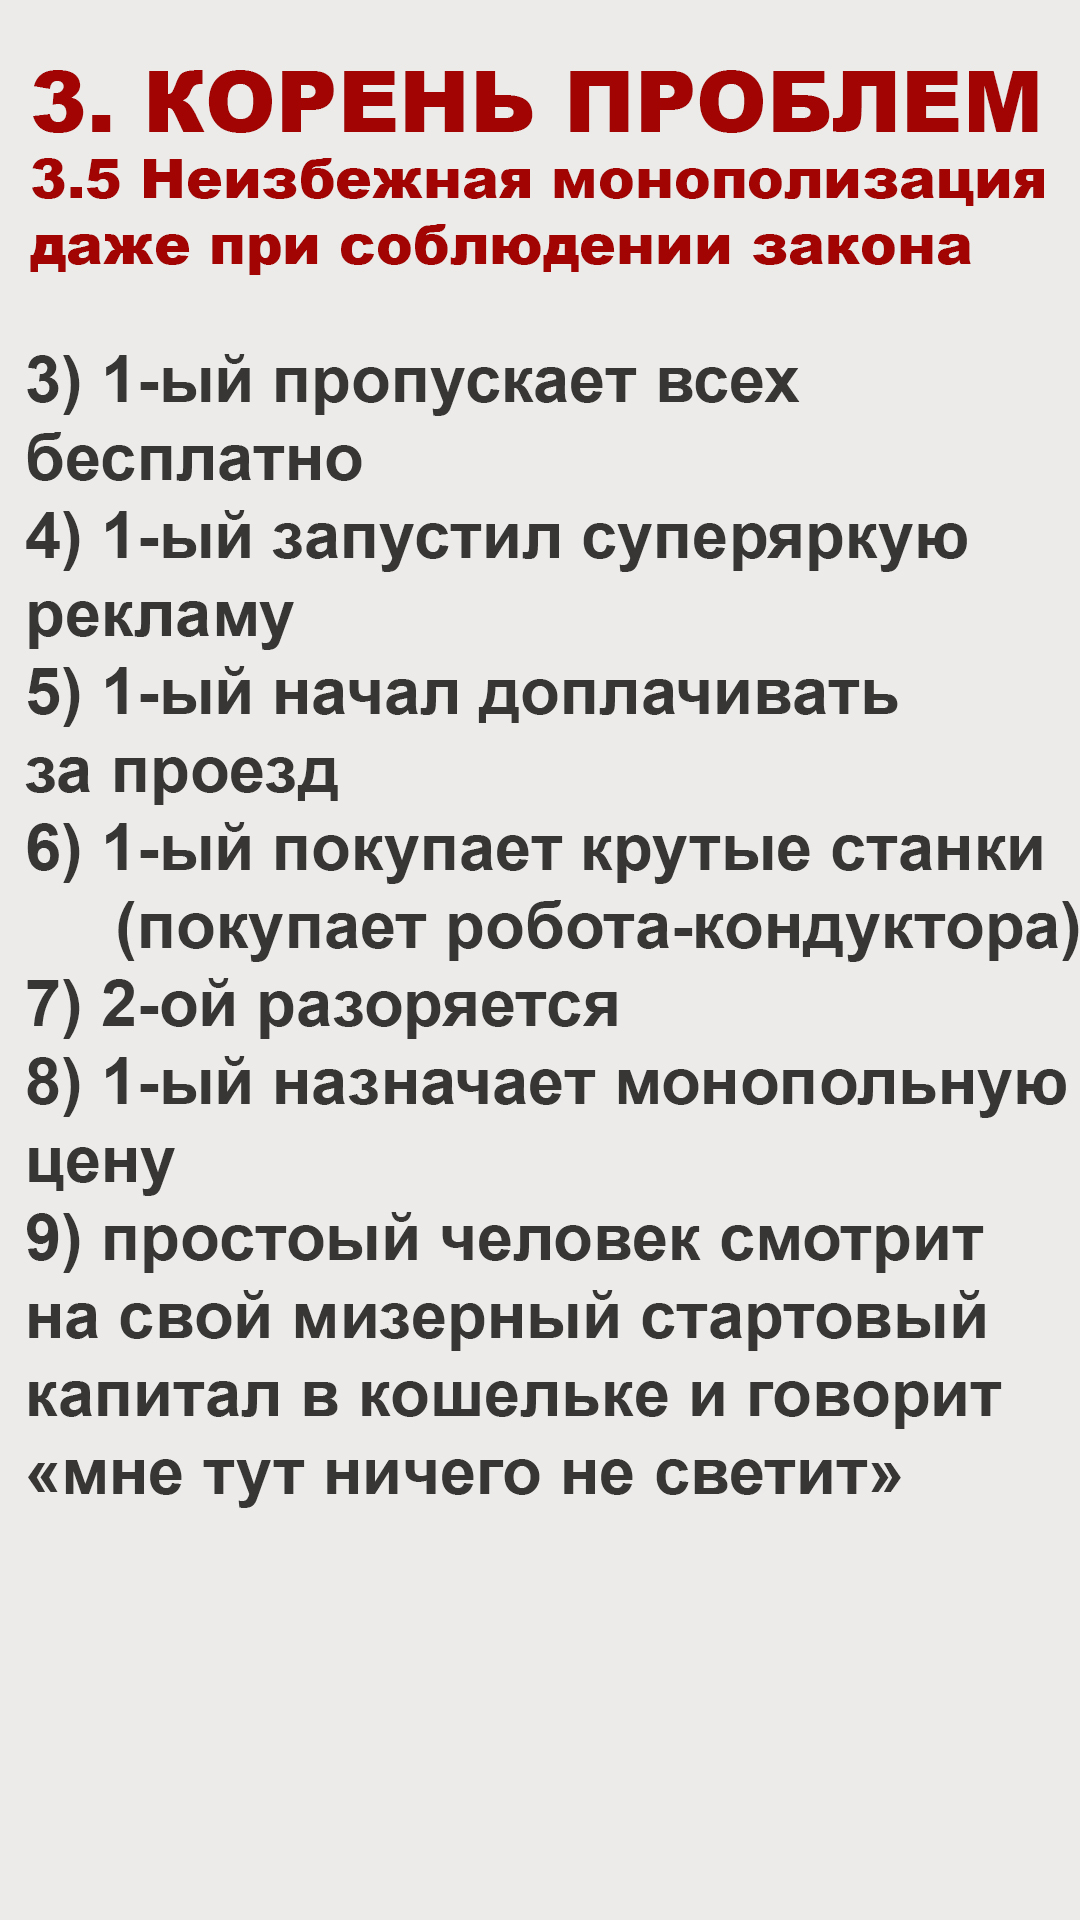 3. КОРЕНЬ ПРОБЛЕМ
3.5 Неизбежная монополизация
даже при соблюдении закона
3) 1-ый пропускает всех
бесплатно
4) 1-ый запустил суперяркую
рекламу
5) 1-ый начал доплачивать
за проезд
6) 1-ый покупает крутые станки
(покупает робота-кондуктора)
7) 2-ой разоряется
8) 1-ый назначает монопольную
цену
9) простоый человек смотрит
на свой мизерный стартовый
капитал в кошельке и говорит
«мне тут ничего не светит»